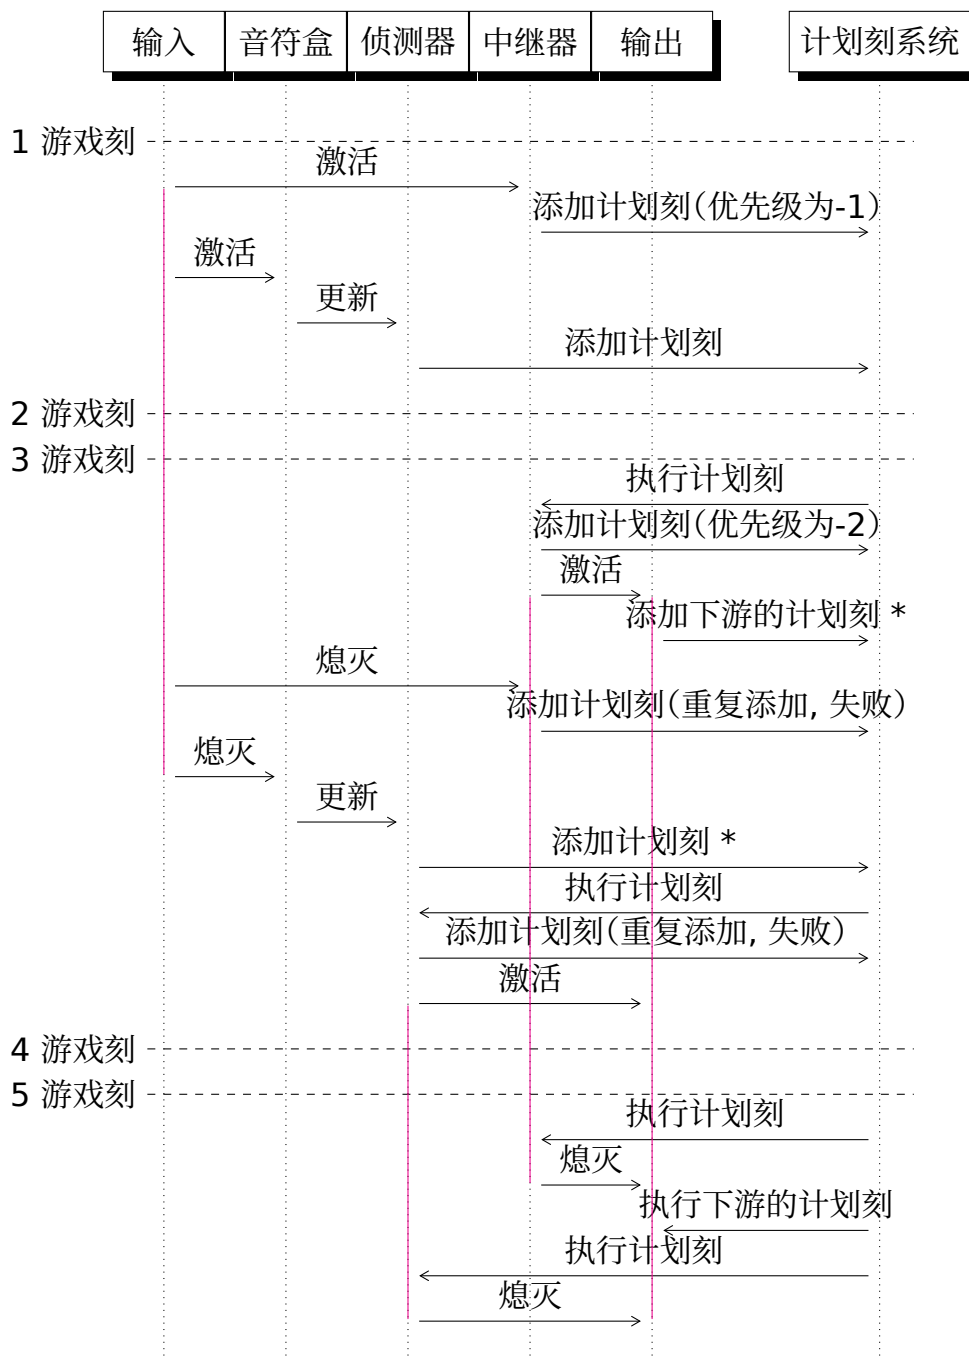 输入 音符盒 侦测器 中继器 输出 计划刻系统
1 游戏刻
激活
添加计划刻(优先级为-1)
激活
更新
添加计划刻
2 游戏刻
3 游戏刻
执行计划刻
添加计划刻(优先级为-2)
激活
添加下游的计划刻 *
熄灭
添加计划刻(重复添加, 失败)
熄灭
更新
添加计划刻 *
执行计划刻
添加计划刻(重复添加, 失败)
激活
4 游戏刻
5 游戏刻
执行计划刻
熄灭
执行下游的计划刻
执行计划刻
熄灭